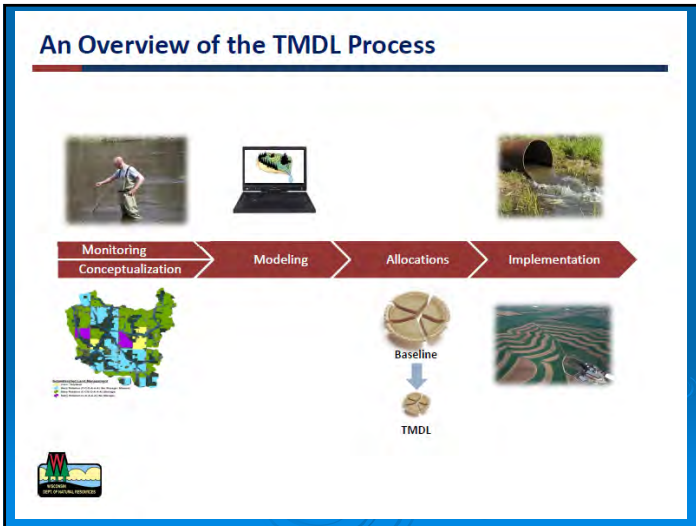 An Overview of the TMDL Process
Monitoring
Conceptualization
Modeling
Allocations
Implementation
Baseline
TMDL
WISCONSIN
DEPT. OF NATURAL RESOURCES